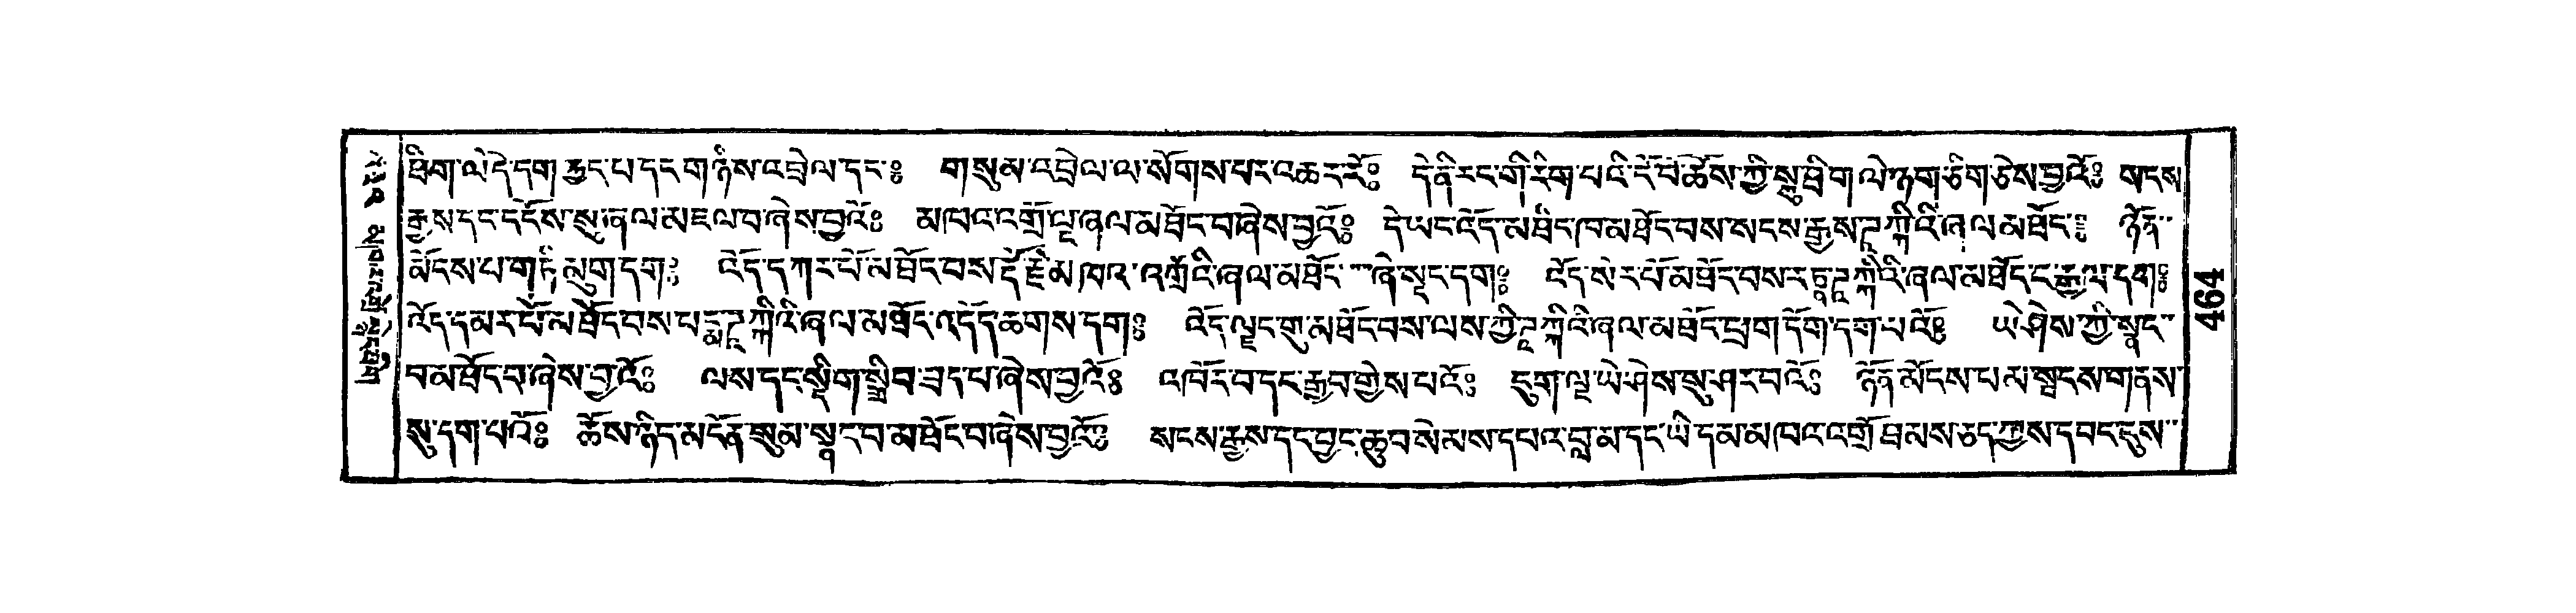 ཐིག་ལེ་དེ་དག་རྐྱང་པ་དང་གཉིས་འབྲེལ་དང་༔ གསུམ་འབྲེལ་ལ་སོགས་པར་འཆར་རོ༔ དེ་ནི་རང་གི་རིག་པའི་ངོ་བོ་ཆོས་ཀྱི་སྐུ་ཐིག་ལེ་ཉག་ཅིག་ཅེས་བྱའོ༔ སངས
རྒྱས་དང་དངོས་སུ་ཞལ་མཇལ་བ་ཞེས་བྱའོ༔ མཁའ་འགྲོ་ལྔ་ཞལ་མཐོང་བ་ཞེས་བྱའོ༔ དེ་ཡང་འོད་མཐིང་ཁ་མཐོང་བས་སངས་རྒྱས་ཌཱཀྐིའི་ཞལ་མཐོང་༔ ཉོན་
མོངས་པ་གཏི་མུག་དག༔ འོད་དཀར་པོ་མཐོང་བས་རྡོ་རྗེ་མཁའ་འགྲོའི་ཞལ་མཐོང་ཞེ་སྡང་དག༔ འོད་སེར་པོ་མཐོང་བས་རཏྣ་ཌཱཀྐིའི་ཞལ་མཐོང་ང་རྒྱལ་དག༔
འོད་དམར་པོ་མཐོང་བས་པདྨ་ཌཱཀྐིའི་ཞལ་མཐོང་འདོད་ཆགས་དག༔ འོད་ལྗང་གུ་མཐོང་བས་ལས་ཀྱི་ཌཱཀྐིའི་ཞལ་མཐོང་ཕྲག་དོག་དག་པའོ༔ ཡེ་ཤེས་ཀྱི་སྣང་
བ་མཐོང་བ་ཞེས་བྱའོ༔ ལས་དང་སྡིག་སྒྲིབ་བྲད་པ་ཞེས་བྱའོ༔ འཁོར་བ་དང་རྒྱབ་གྱེས་པའོ༔ དུག་ལྔ་ཡེ་ཤེས་སུ་ཤར་བའོ༔ ཉོན་མོངས་པ་མ་སྤངས་གནས་
སུ་དག་པའོ༔ ཆོས་ཉིད་མངོན་སུམ་སྣང་བ་མཐོང་བ་ཞེས་བྱའོ༔ སངས་རྒྱས་དང་བྱང་ཆུབ་སེམས་དཔའ་བླ་མ་དང་ཡི་དམ་མཁའ་འགྲོ་ཐམས་ཅད་ཀྱིས་དབང་དུས་
464